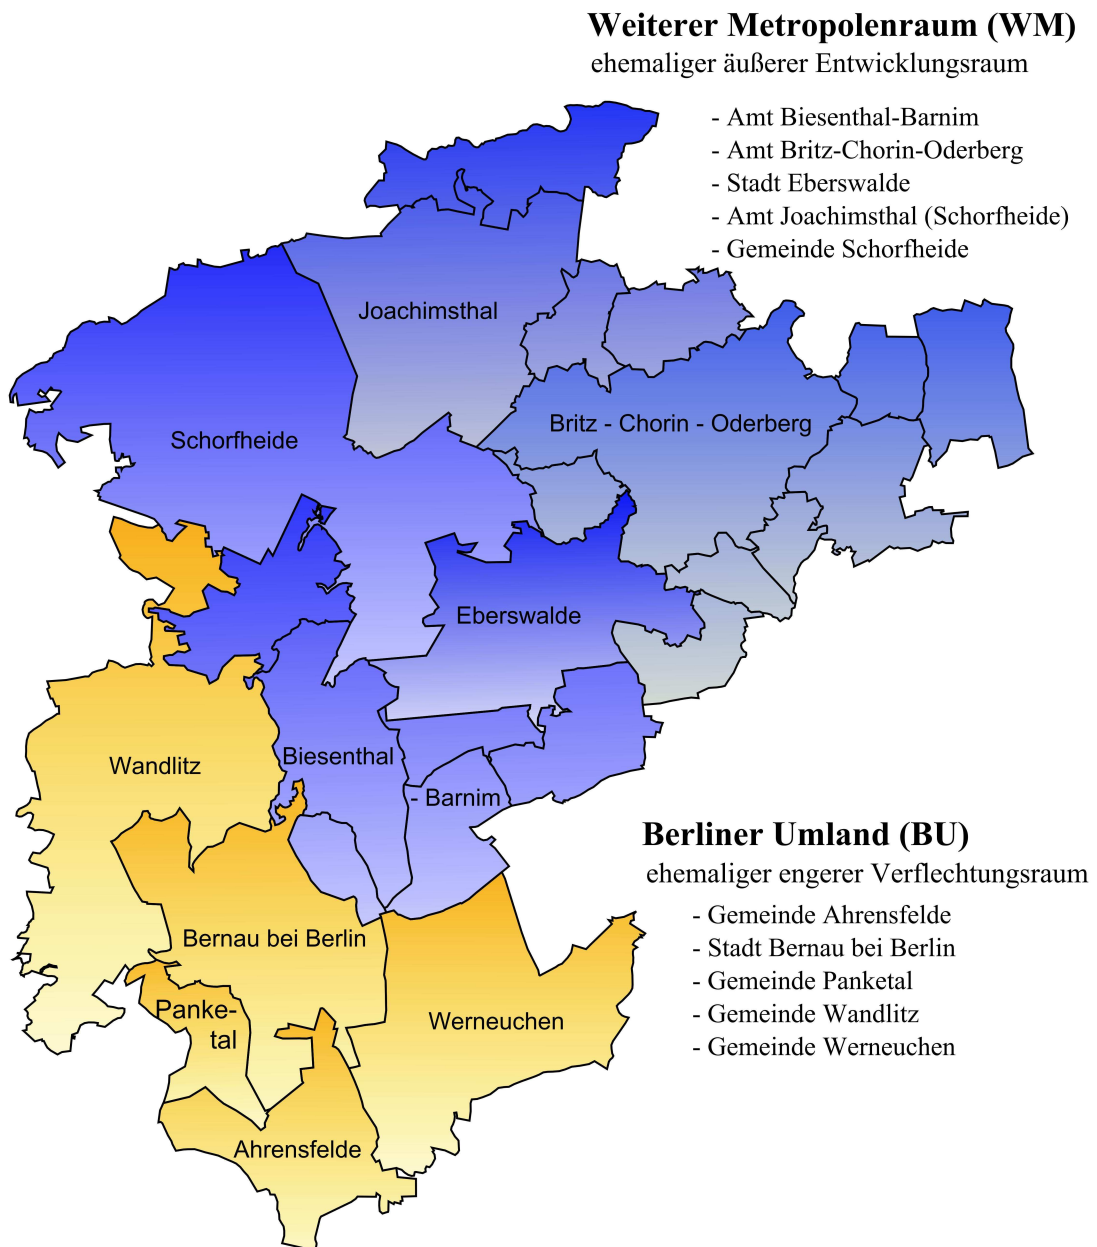 Weiterer Metropolenraum (WM)
ehemaliger äußerer Entwicklungsraum
- Amt Biesenthal-Barnim
- Amt Britz-Chorin-Oderberg
- Stadt Eberswalde
- Amt Joachimsthal (Schorfheide)
- Gemeinde Schorfheide
Joachimsthal
Britz - Chorin - Oderberg
Schorfheide
Eberswalde
Biesenthal
Wandlitz
- Barnim
Berliner Umland (BU)
ehemaliger engerer Verflechtungsraum
- Gemeinde Ahrensfelde
- Stadt Bernau bei Berlin
- Gemeinde Panketal
- Gemeinde Wandlitz
- Gemeinde Werneuchen
Bernau bei Berlin
Panke-
tal
Werneuchen
Ahrensfelde